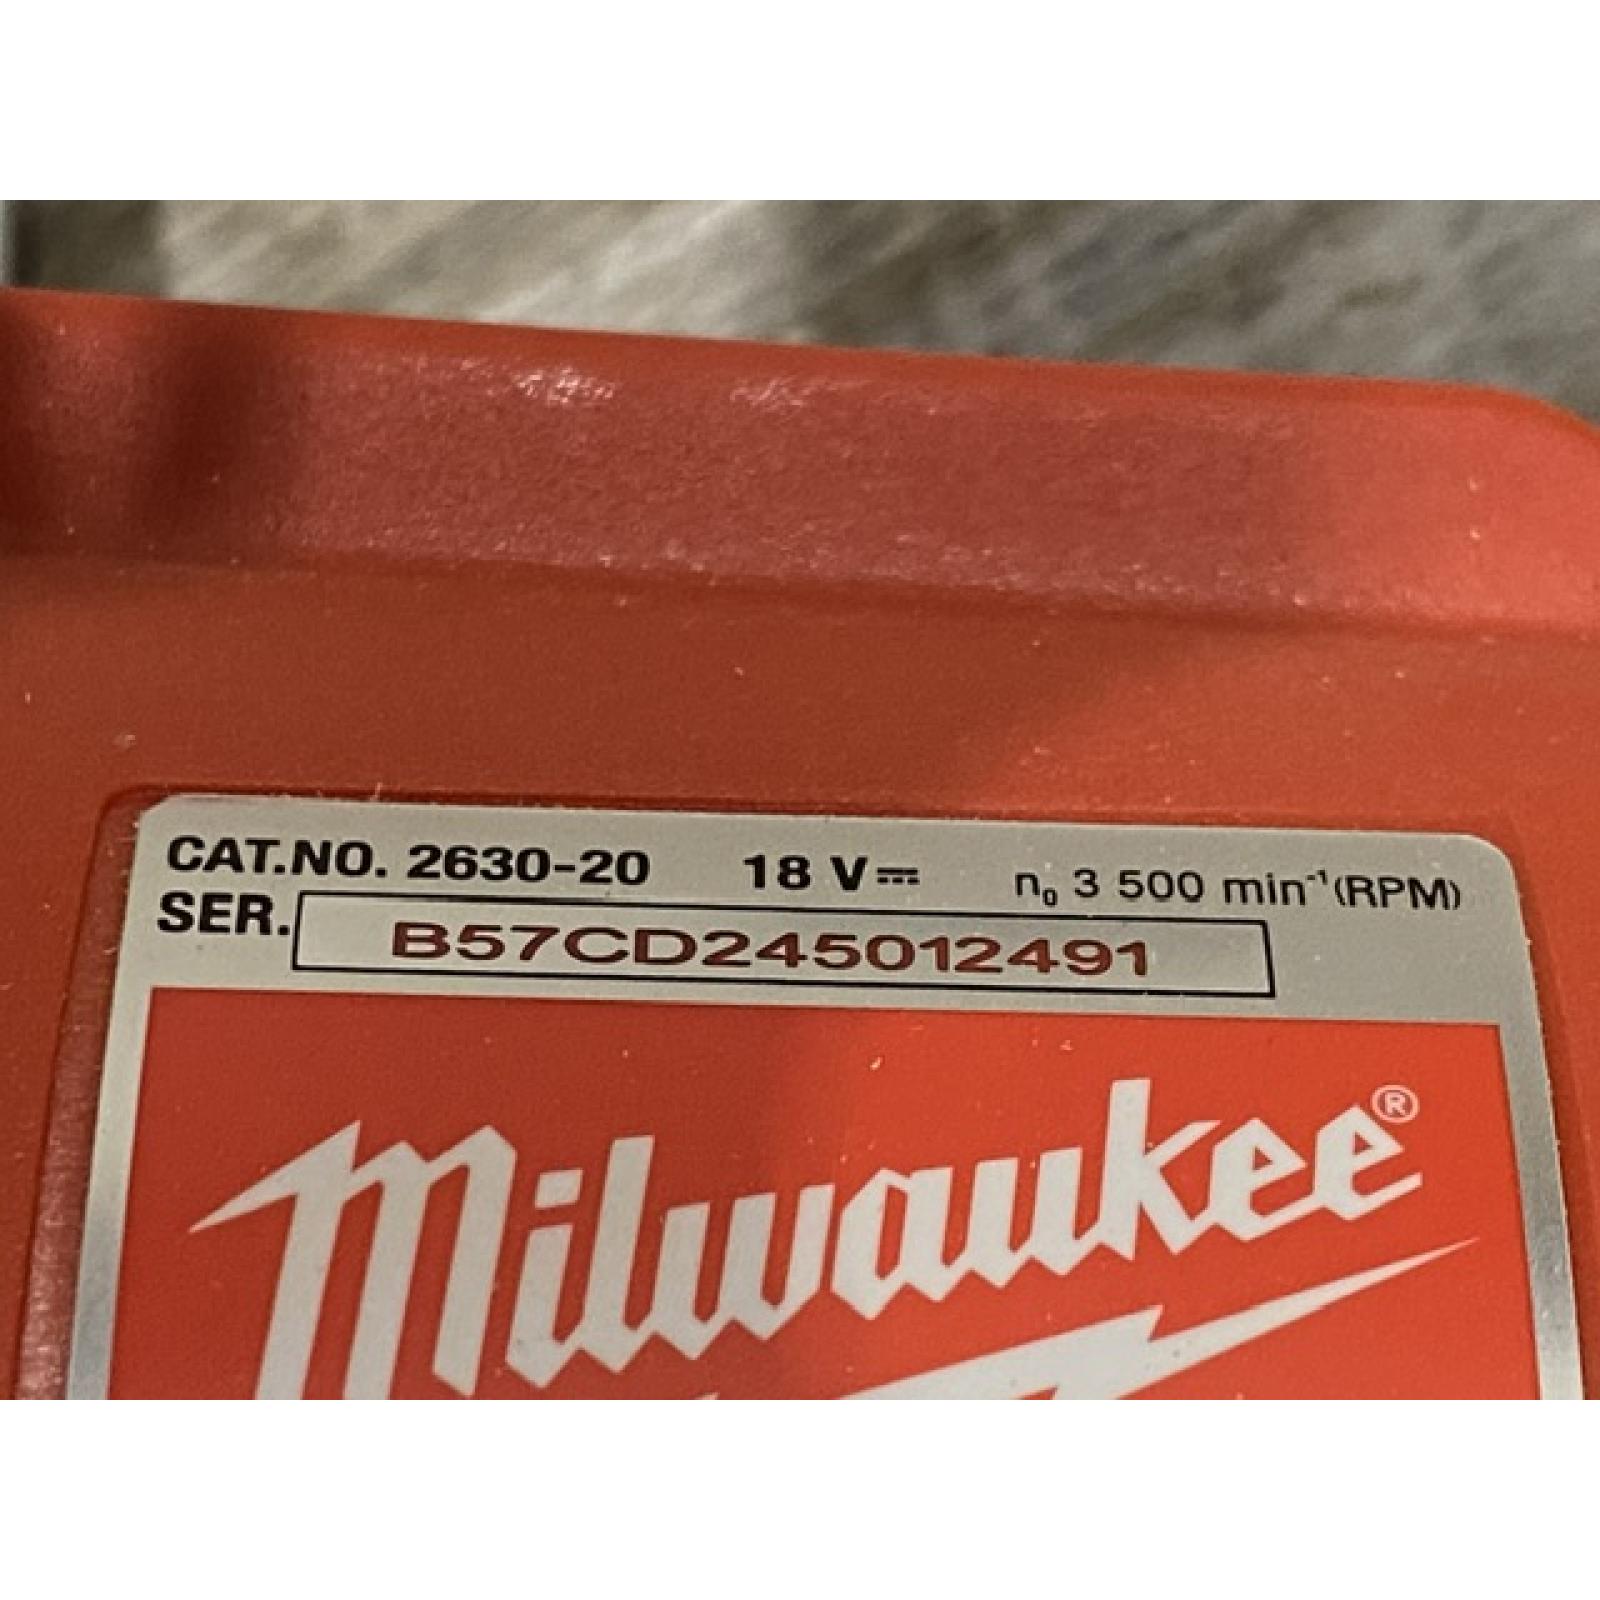 CAT.NO. 2630-20 18 V⎓ n₀ 3 500 min⁻¹(RPM)
SER. B57CD245012491
Milwaukee®